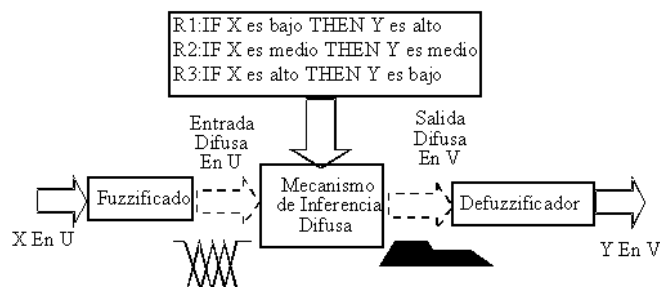 R1:IF X es bajo THEN Y es alto
R2:IF X es medio THEN Y es medio
R3:IF X es alto THEN Y es bajo
Entrada
Difusa
En U
Salida
Difusa
En V
Fuzzificado
Mecanismo
de Inferencia
Difusa
Defuzzificador
X En U
Y En V